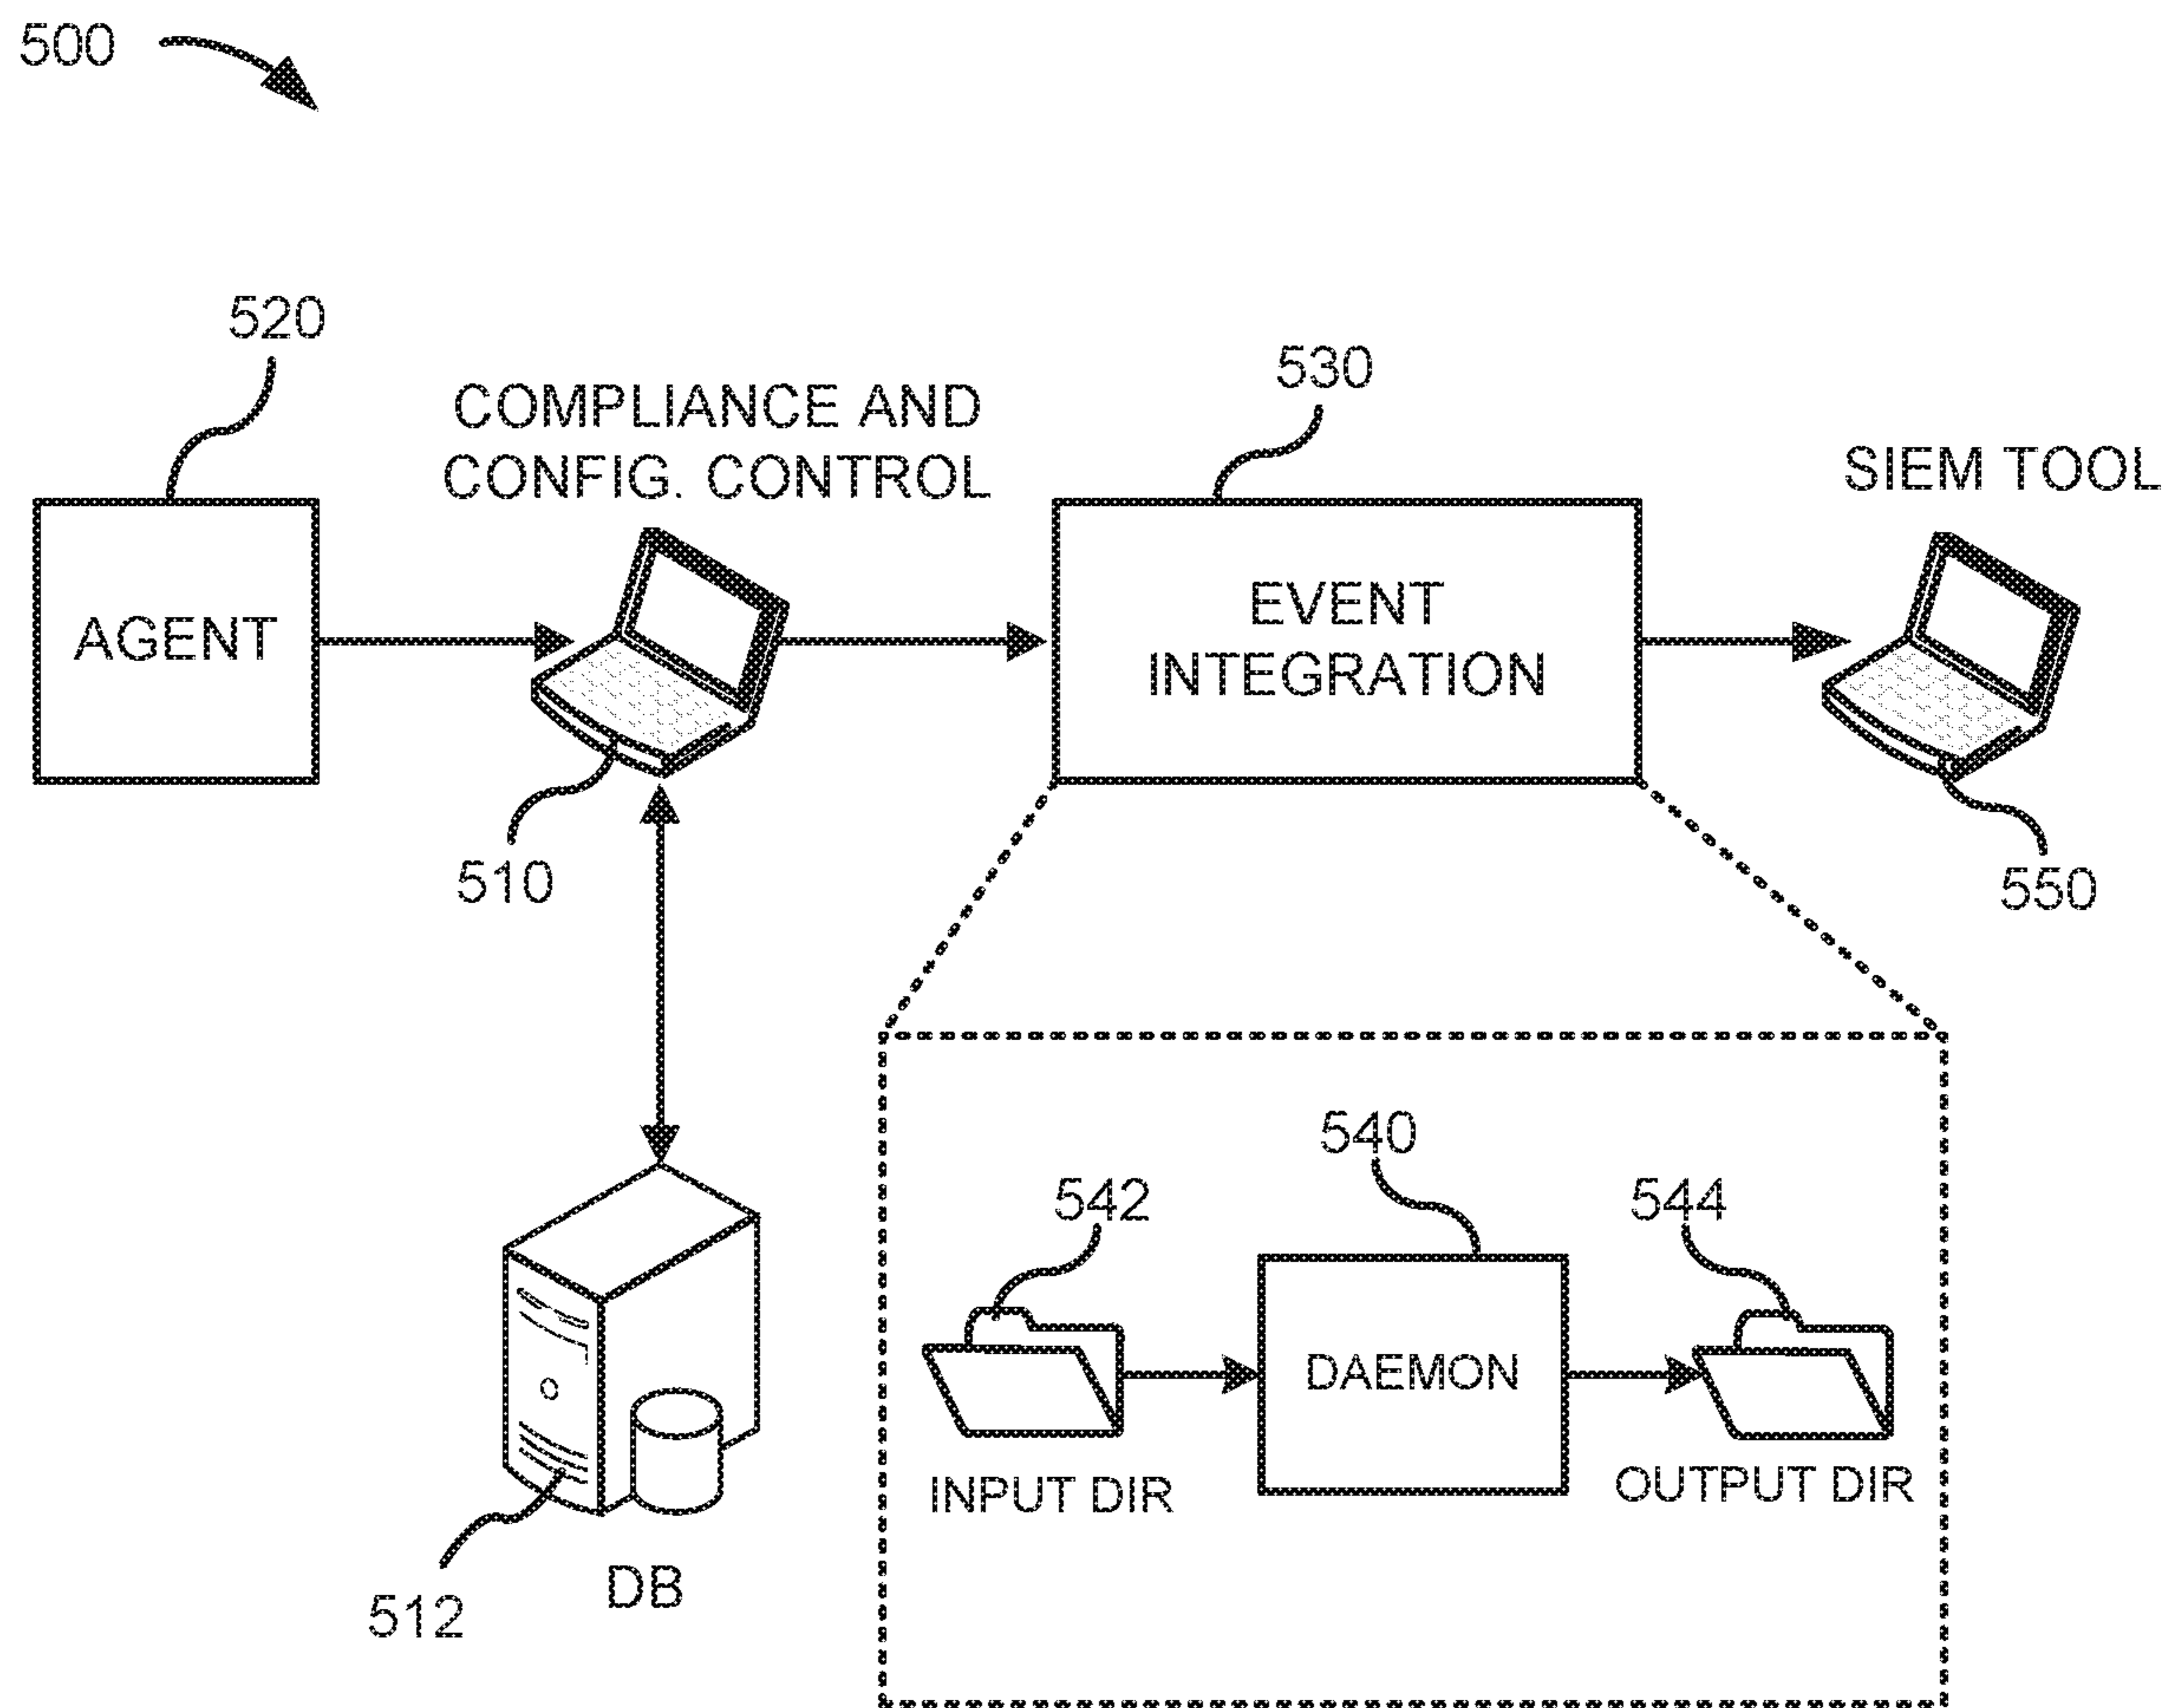 500
520
COMPLIANCE AND
CONFIG. CONTROL
530
SIEM TOOL
AGENT
EVENT
INTEGRATION
510
550
540
542
544
DAEMON
INPUT DIR
OUTPUT DIR
DB
512